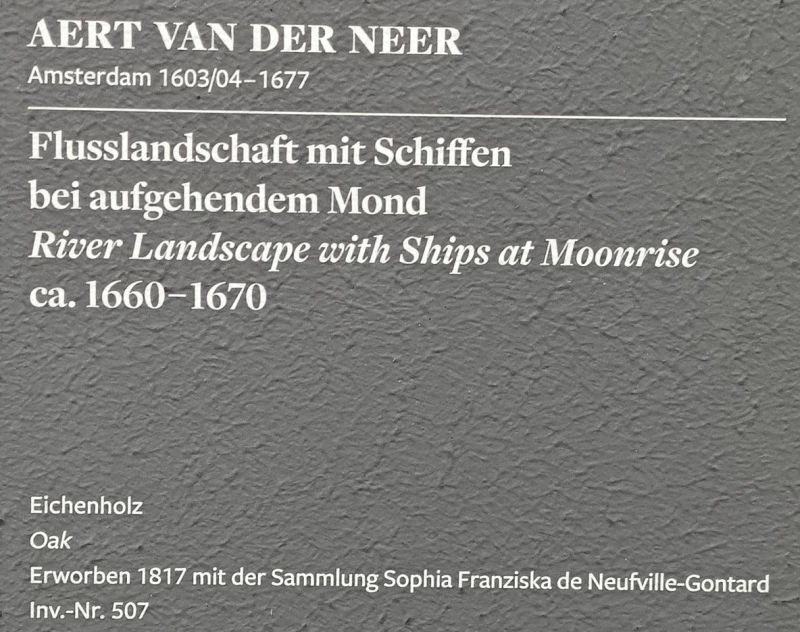 AERT VAN DER NEER
Amsterdam 1603/04–1677
Flusslandschaft mit Schiffen
bei aufgehendem Mond
River Landscape with Ships at Moonrise
ca. 1660–1670
Eichenholz
Oak
Erworben 1817 mit der Sammlung Sophia Franziska de Neufville-Gontard
Inv.-Nr. 507